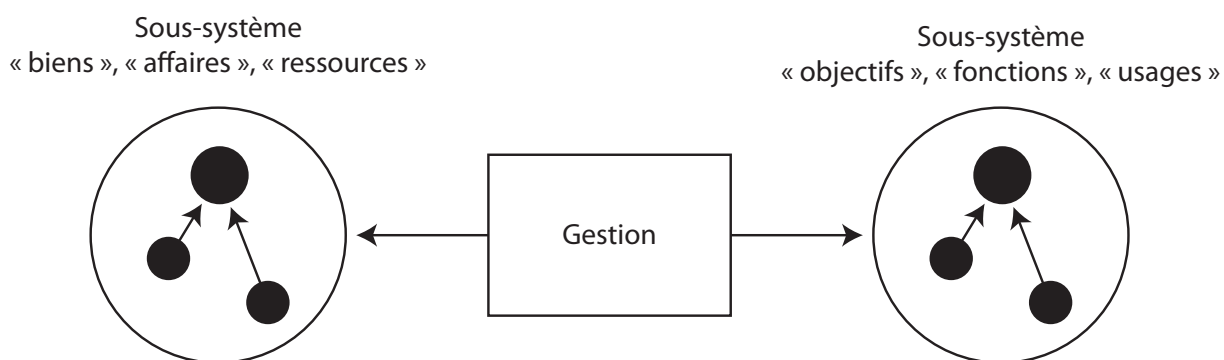 Sous-système
« biens », « affaires », « ressources »
Sous-système
« objectifs », « fonctions », « usages »
Gestion